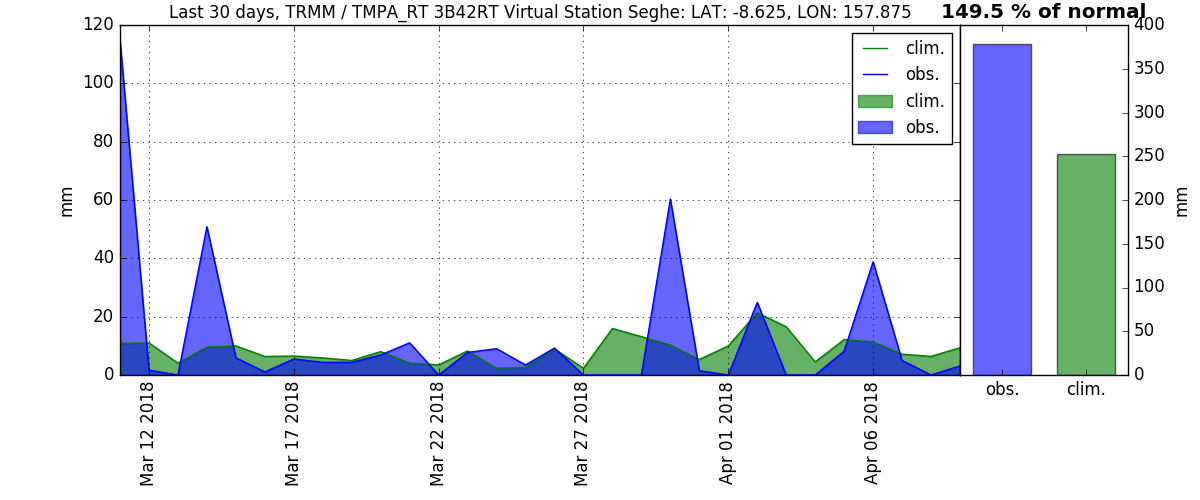 Last 30 days, TRMM / TMPA_RT 3B42RT Virtual Station Seghe: LAT: -8.625, LON: 157.875
149.5 % of normal
120
100
80
60
40
20
0
mm
clim.
obs.
clim.
obs.
Mar 12 2018
Mar 17 2018
Mar 22 2018
Mar 27 2018
Apr 01 2018
Apr 06 2018
400
350
300
250
200
150
100
50
0
mm
obs.
clim.